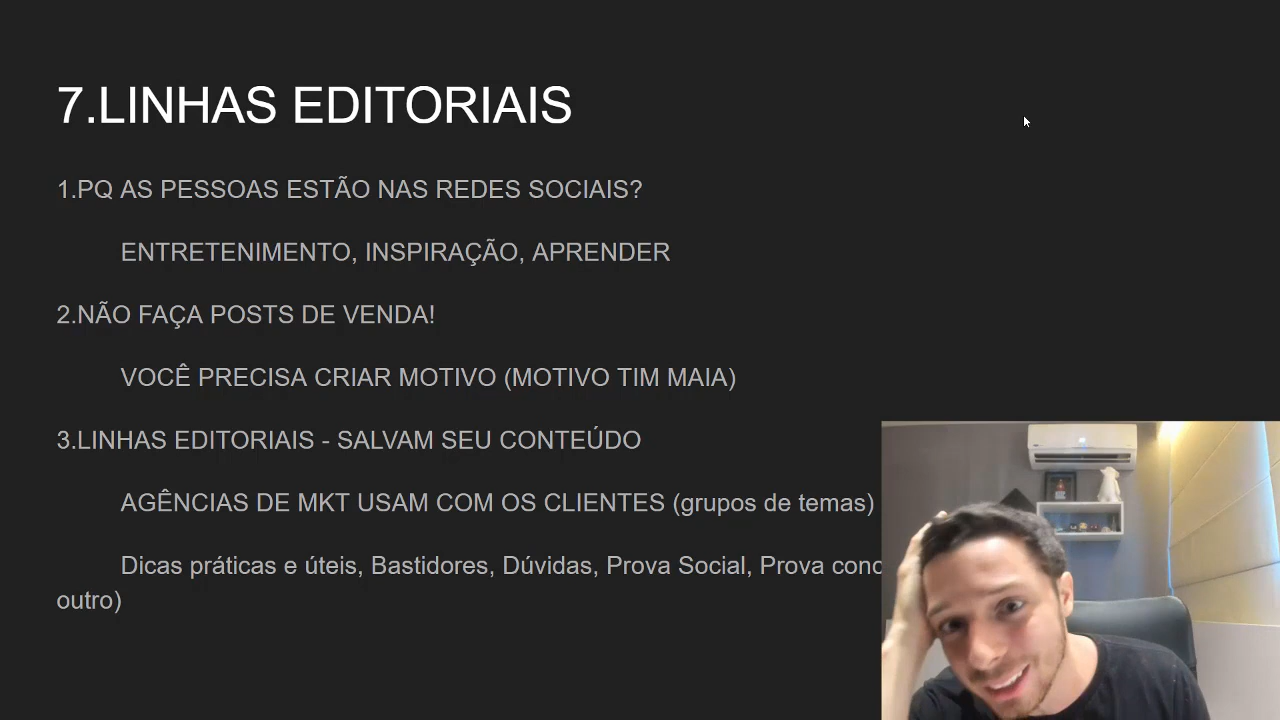 7.LINHAS EDITORIAIS
1.PQ AS PESSOAS ESTÃO NAS REDES SOCIAIS?
ENTRETENIMENTO, INSPIRAÇÃO, APRENDER
2.NÃO FAÇA POSTS DE VENDA!
VOCÊ PRECISA CRIAR MOTIVO (MOTIVO TIM MAIA)
3.LINHAS EDITORIAIS - SALVAM SEU CONTEÚDO
AGÊNCIAS DE MKT USAM COM OS CLIENTES (grupos de temas)
Dicas práticas e úteis, Bastidores, Dúvidas, Prova Social, Prova
outro)